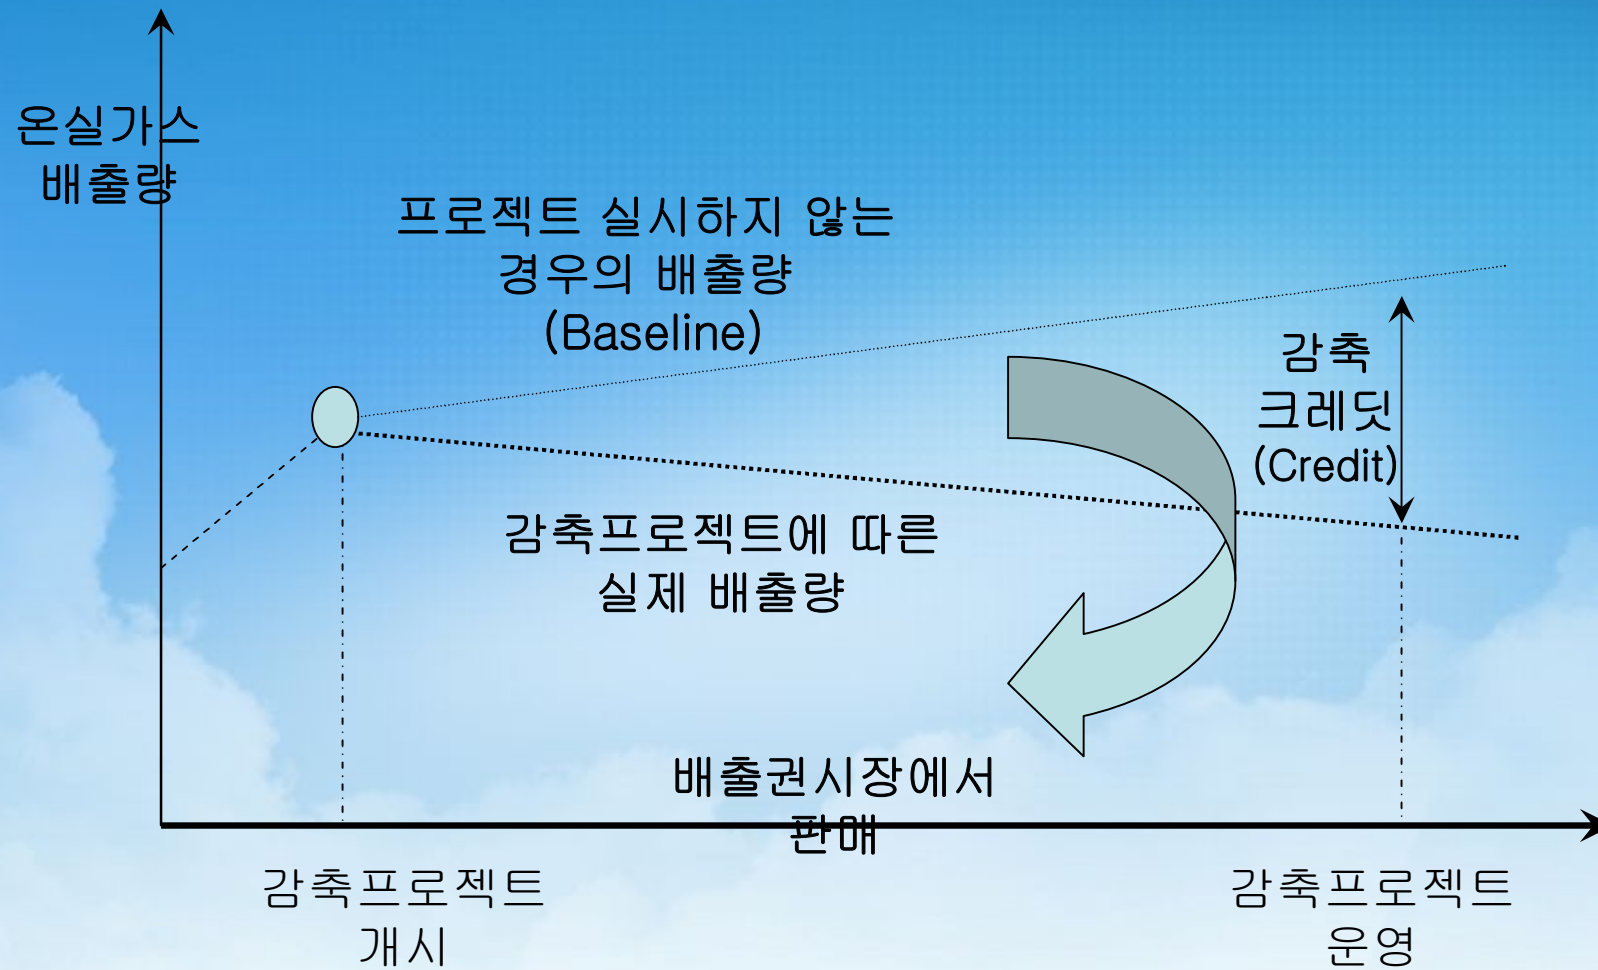 온실가스
배출량
프로젝트 실시하지 않는
경우의 배출량
(Baseline)
감축
크레딧
(Credit)
감축프로젝트에 따른
실제 배출량
배출권시장에서
판매
감축프로젝트
개시
감축프로젝트
운영